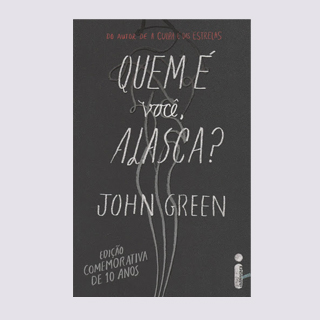 DO AUTOR DE A CULPA É DAS ESTRELAS
QUEM É
você,
ALASCA?
JOHN GREEN
EDIÇÃO
COMEMORATIVA
DE 10 ANOS